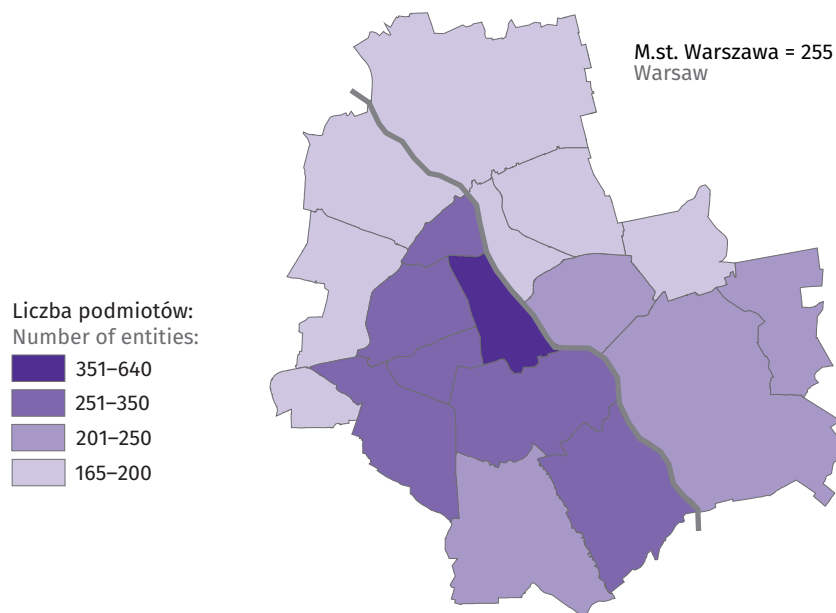 M.st. Warszawa = 255
Warsaw
Liczba podmiotów:
Number of entities:
351–640
251–350
201–250
165–200